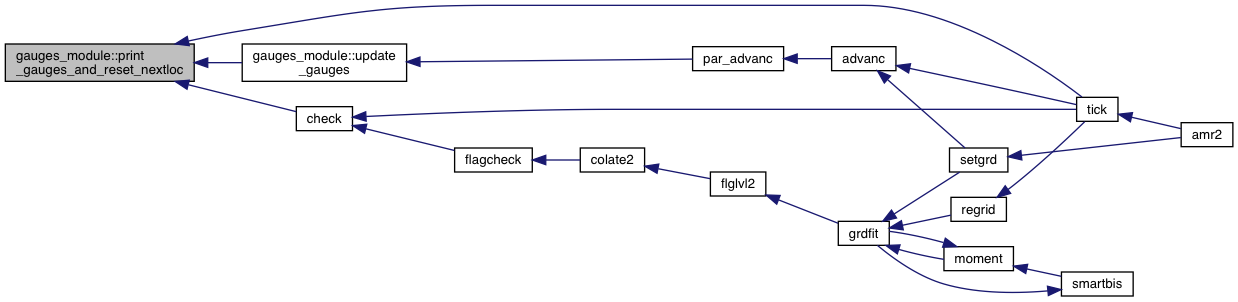 gauges_module::print
_gauges_and_reset_nextloc
gauges_module::update
_gauges
par_advanc
advanc
tick
amr2
check
flagcheck
colate2
setgrd
flglvl2
regrid
grdfit
moment
smartbis